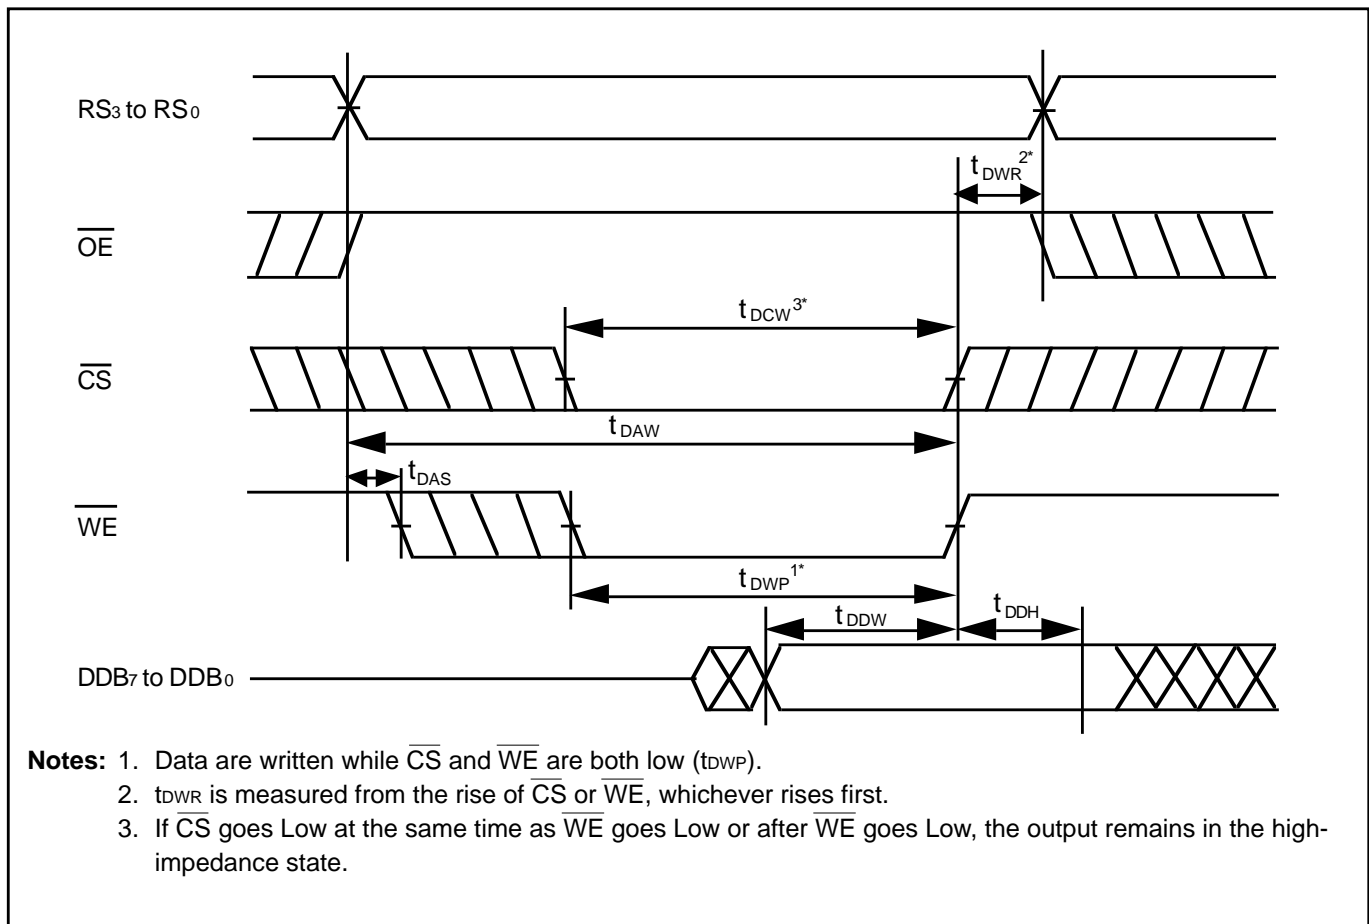 RS3 to RS0
tDWR2*
OE
tDCW3*
CS
tDAW
tDAS
WE
tDWP1*
tDDW
tDDH
DDB7 to DDB0
Notes: 1. Data are written while CS and WE are both low (tDWP).
2. tDWR is measured from the rise of CS or WE, whichever rises first.
3. If CS goes Low at the same time as WE goes Low or after WE goes Low, the output remains in the high-
impedance state.